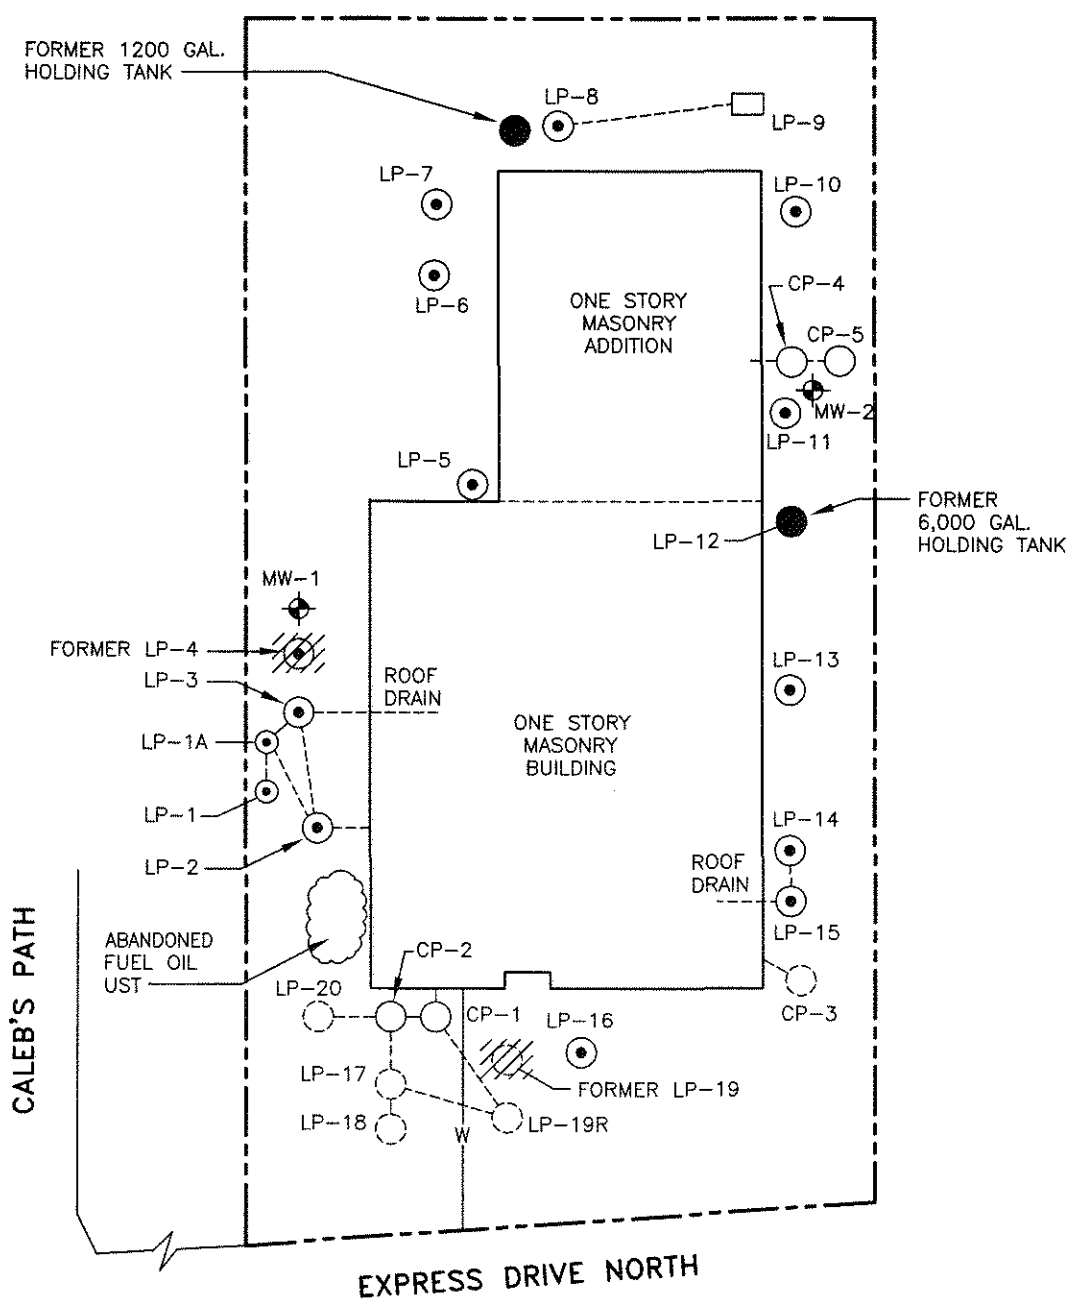 FORMER 1200 GAL.
HOLDING TANK
LP-8
LP-9
LP-7
LP-10
LP-6
CP-4
ONE STORY
MASONRY
ADDITION
CP-5
MW-2
LP-11
LP-5
FORMER
6,000 GAL.
HOLDING TANK
LP-12
MW-1
FORMER LP-4
LP-3
ROOF
DRAIN
LP-13
LP-1A
ONE STORY
MASONRY
BUILDING
LP-1
LP-14
LP-2
ROOF
DRAIN
LP-15
ABANDONED
FUEL OIL
UST
CP-2
LP-20
CP-1
LP-16
CP-3
LP-17
FORMER LP-19
LP-18
LP-19R
W
CALEB'S PATH
EXPRESS DRIVE NORTH